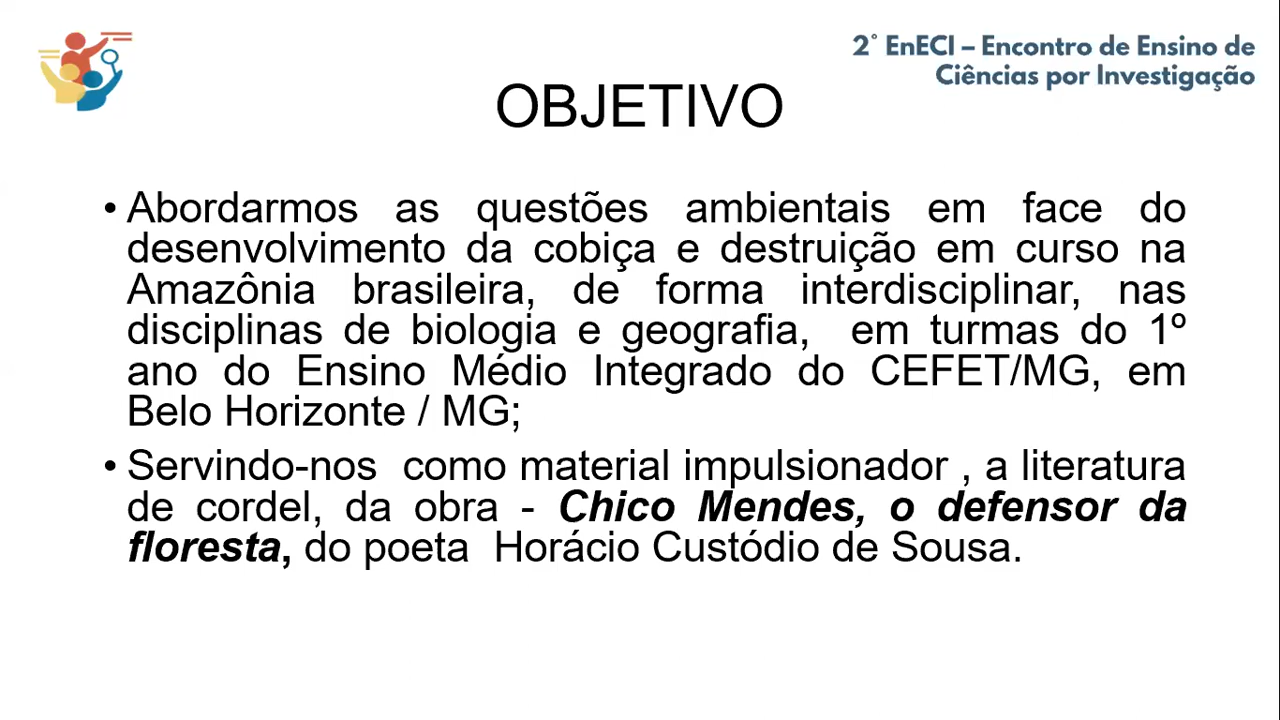 2° EnECI – Encontro de Ensino de
Ciências por Investigação
OBJETIVO
• Abordarmos as questões ambientais em face do
desenvolvimento da cobiça e destruição em curso na
Amazônia brasileira, de forma interdisciplinar, nas
disciplinas de biologia e geografia,  em turmas do 1º
ano do Ensino Médio Integrado do CEFET/MG, em
Belo Horizonte / MG;
• Servindo-nos  como material impulsionador , a literatura
de cordel, da obra - Chico Mendes, o defensor da
floresta, do poeta  Horácio Custódio de Sousa.